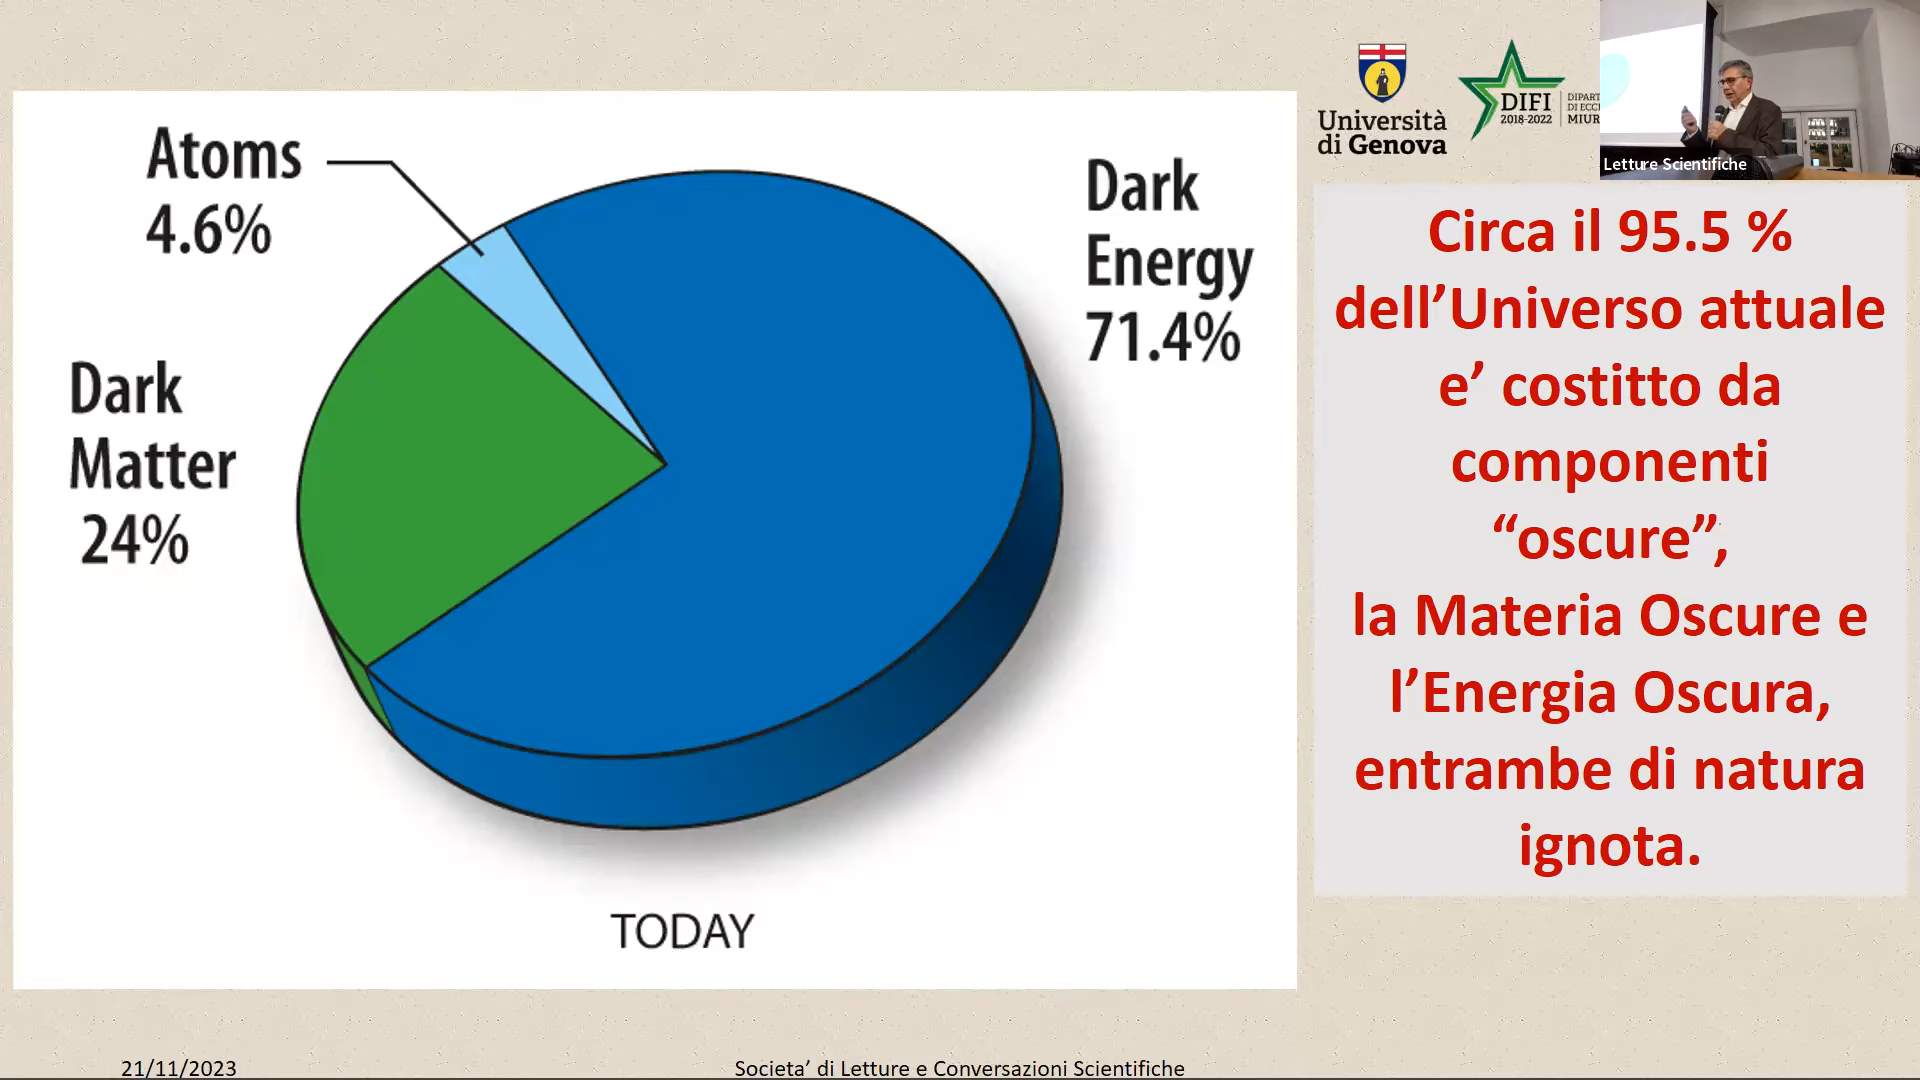 Atoms
4.6%
Dark
Energy
71.4%
Dark
Matter
24%
TODAY
Università
di Genova
DIFI
2018-2022
MIUR
Letture Scientifiche
Circa il 95.5 %
dell’Universo attuale
e’ costitto da
componenti
“oscure”,
la Materia Oscure e
l’Energia Oscura,
entrambe di natura
ignota.
21/11/2023
Societa’ di Letture e Conversazioni Scientifiche